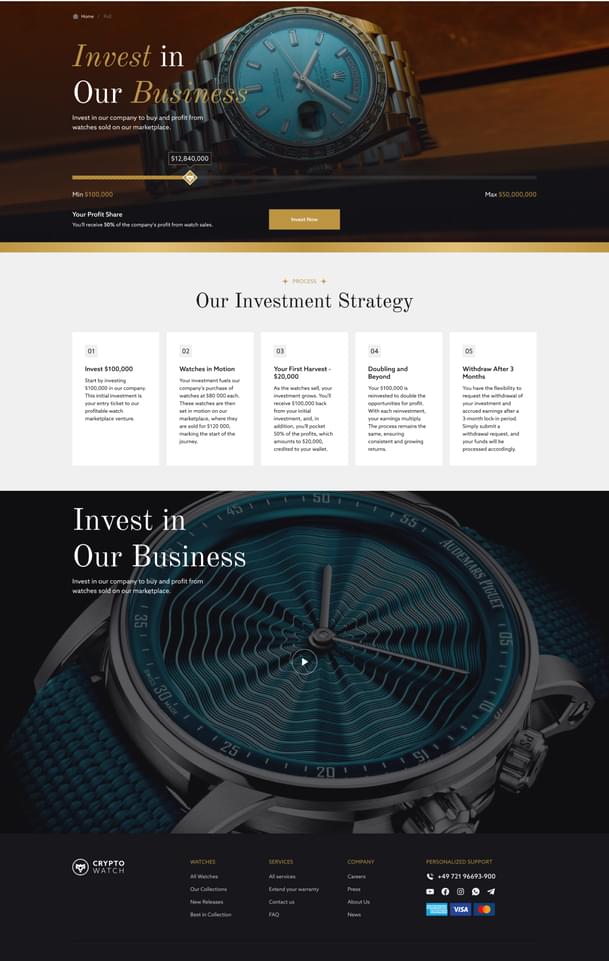 Home / Full
Invest in
Our Business
Invest in our company to buy and profit from
watches sold on our marketplace.
$12,840,000
Min $100,000
Max $50,000,000
Your Profit Share
You'll receive 50% of the company's profit from watch sales.
Invest Now
PROCESS
Our Investment Strategy
01
Invest $100,000
Start by investing
$100,000 in our company.
This initial investment is
your entry ticket to our
profitable watch
marketplace venture.
02
Watches in Motion
Your investment fuels our
company's purchase of
watches at $80 000 each.
These watches are then
set in motion on our
marketplace, where they
are sold for $120 000,
marking the start of the
journey.
03
Your First Harvest -
$20,000
As the watches sell, your
investment grows. You'll
receive $100,000 back
from your initial
investment, and, in
addition, you'll pocket
50% of the profits, which
amounts to $20,000,
credited to your wallet.
04
Doubling and
Beyond
Your $100,000 is
reinvested to double the
opportunities for profit.
With each reinvestment,
your earnings multiply.
The process remains the
same, ensuring
consistent and growing
returns.
05
Withdraw After 3
Months
You have the flexibility to
request the withdrawal of
your investment and
accrued earnings after a
3-month lock-in period.
Simply submit a
withdrawal request, and
your funds will be
processed accordingly.
Invest in
Our Business
Invest in our company to buy and profit from
watches sold on our marketplace.
45
50
55
AUDEMARS PIGUET
05
35
30
25
20
15
CRYPTO
WATCH
WATCHES
All Watches
Our Collections
New Releases
Best in Collection
SERVICES
All services
Extend your warranty
Contact us
FAQ
COMPANY
Careers
Press
About Us
News
PERSONALIZED SUPPORT
+49 721 96693-900
VISA